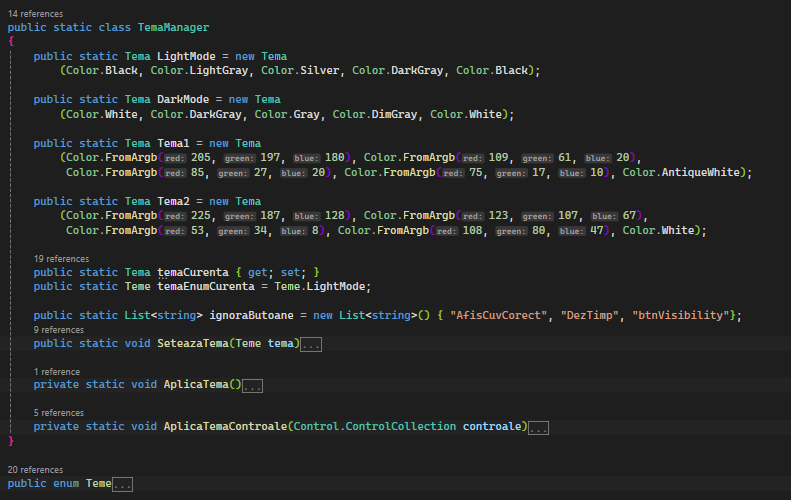 14 references
public static class TemaManager
{
public static Tema LightMode = new Tema
(Color.Black, Color.LightGray, Color.Silver, Color.DarkGray, Color.Black);
public static Tema DarkMode = new Tema
(Color.White, Color.DarkGray, Color.Gray, Color.DimGray, Color.White);
public static Tema Tema1 = new Tema
(Color.FromArgb(red: 205, green: 197, blue: 180), Color.FromArgb(red: 109, green: 61, blue: 20),
Color.FromArgb(red: 85, green: 27, blue: 20), Color.FromArgb(red: 75, green: 17, blue: 10), Color.AntiqueWhite);
public static Tema Tema2 = new Tema
(Color.FromArgb(red: 225, green: 187, blue: 128), Color.FromArgb(red: 123, green: 107, blue: 67),
Color.FromArgb(red: 53, green: 34, blue: 8), Color.FromArgb(red: 108, green: 80, blue: 47), Color.White);
19 references
public static Tema temaCurenta { get; set; }
public static Teme temaEnumCurenta = Teme.LightMode;
public static List<string> ignoraButoane = new List<string>() { "AfisCuvCorect", "DezTimp", "btnVisibility"};
9 references
public static void SeteazaTema(Teme tema)...
1 reference
private static void AplicaTema()...
5 references
private static void AplicaTemaControale(Control.ControlCollection controale)...
}
20 references
public enum Teme...